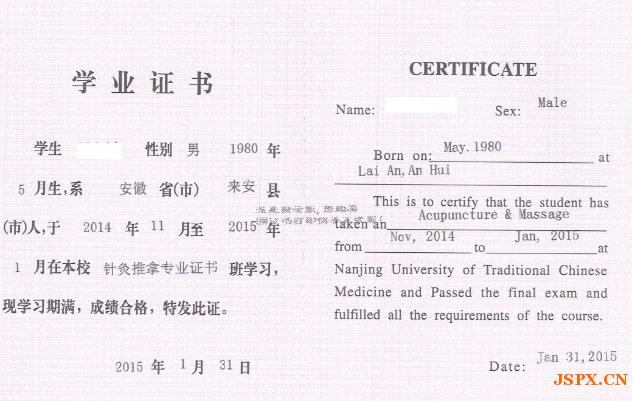 学业证书
学生 性别 男 1980 年
5 月生,系 安徽 省(市) 来安 县
(市)人,于 2014 年 11 月至 2015 年
1 月在本校 针灸推拿专业证书 班学习,
现学习期满,成绩合格,特发此证。
2015 年 1 月 31 日
CERTIFICATE
Name: Sex: Male
Born on: May. 1980 at
Lai An, An Hui
This is to certify that the student has
taken an Acupuncture & Massage
from Nov, 2014 to Jan, 2015 at
Nanjing University of Traditional Chinese
Medicine and Passed the final exam and
fulfilled all the requirements of the course.
Date: Jan 31, 2015
JSPX.CN